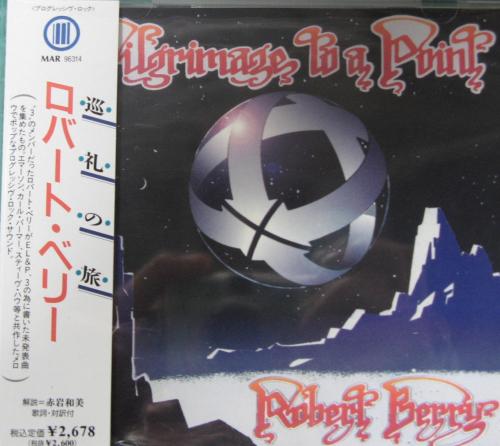 <プログレッシヴ・ロック>
MAR 96314
ロバート・ベリー
巡礼の旅
"3"のメンバーだったロバート・ベリーがEL&P、3の為に書いた未発表曲
を集めたもの。エマーソン、カール・パーマー、スティーヴ・ハウ等と共作したメロ
ウでポップなプログレッシヴ・ロック・サウンド。
解説=赤岩和美
歌詞・対訳付
税込定価¥2,678
(税抜¥2,600)
Pilgrimage to a Point
Robert Berry